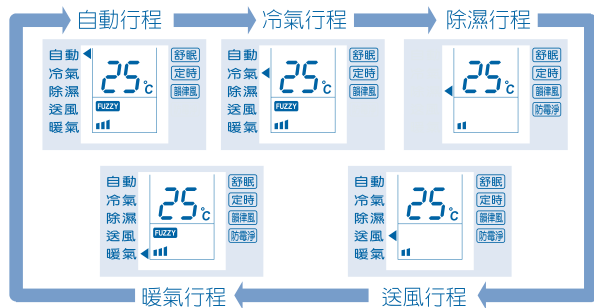 自動行程
冷氣行程
除濕行程
自動
冷氣
除濕
送風
暖氣
25℃
FUZZY
舒眠
定時
韻律風
自動
冷氣
除濕
送風
暖氣
25℃
FUZZY
舒眠
定時
韻律風
25℃
舒眠
定時
韻律風
防霉淨
自動
冷氣
除濕
送風
暖氣
25℃
FUZZY
舒眠
定時
韻律風
防霉淨
自動
冷氣
除濕
送風
暖氣
25℃
舒眠
定時
韻律風
防霉淨
暖氣行程
送風行程